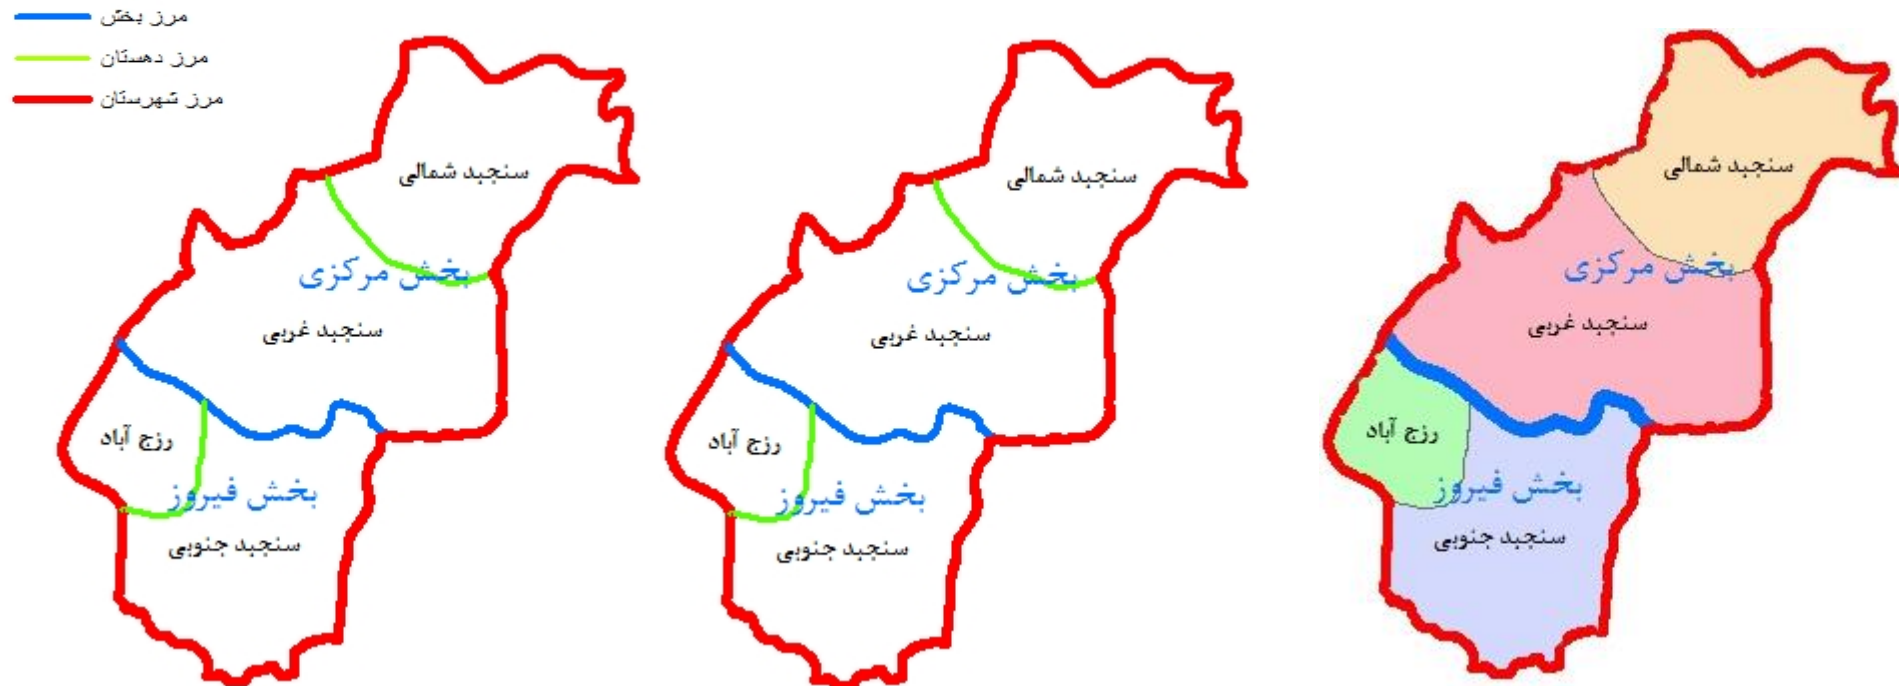 مرز بخش
مرز دهستان
مرز شهرستان
سنجبد شمالی
بخش مرکزی
سنجبد غربی
رزج آباد
بخش فیروز
سنجبد جنوبی
سنجبد شمالی
بخش مرکزی
سنجبد غربی
رزج آباد
بخش فیروز
سنجبد جنوبی
سنجبد شمالی
بخش مرکزی
سنجبد غربی
رزج آباد
بخش فیروز
سنجبد جنوبی